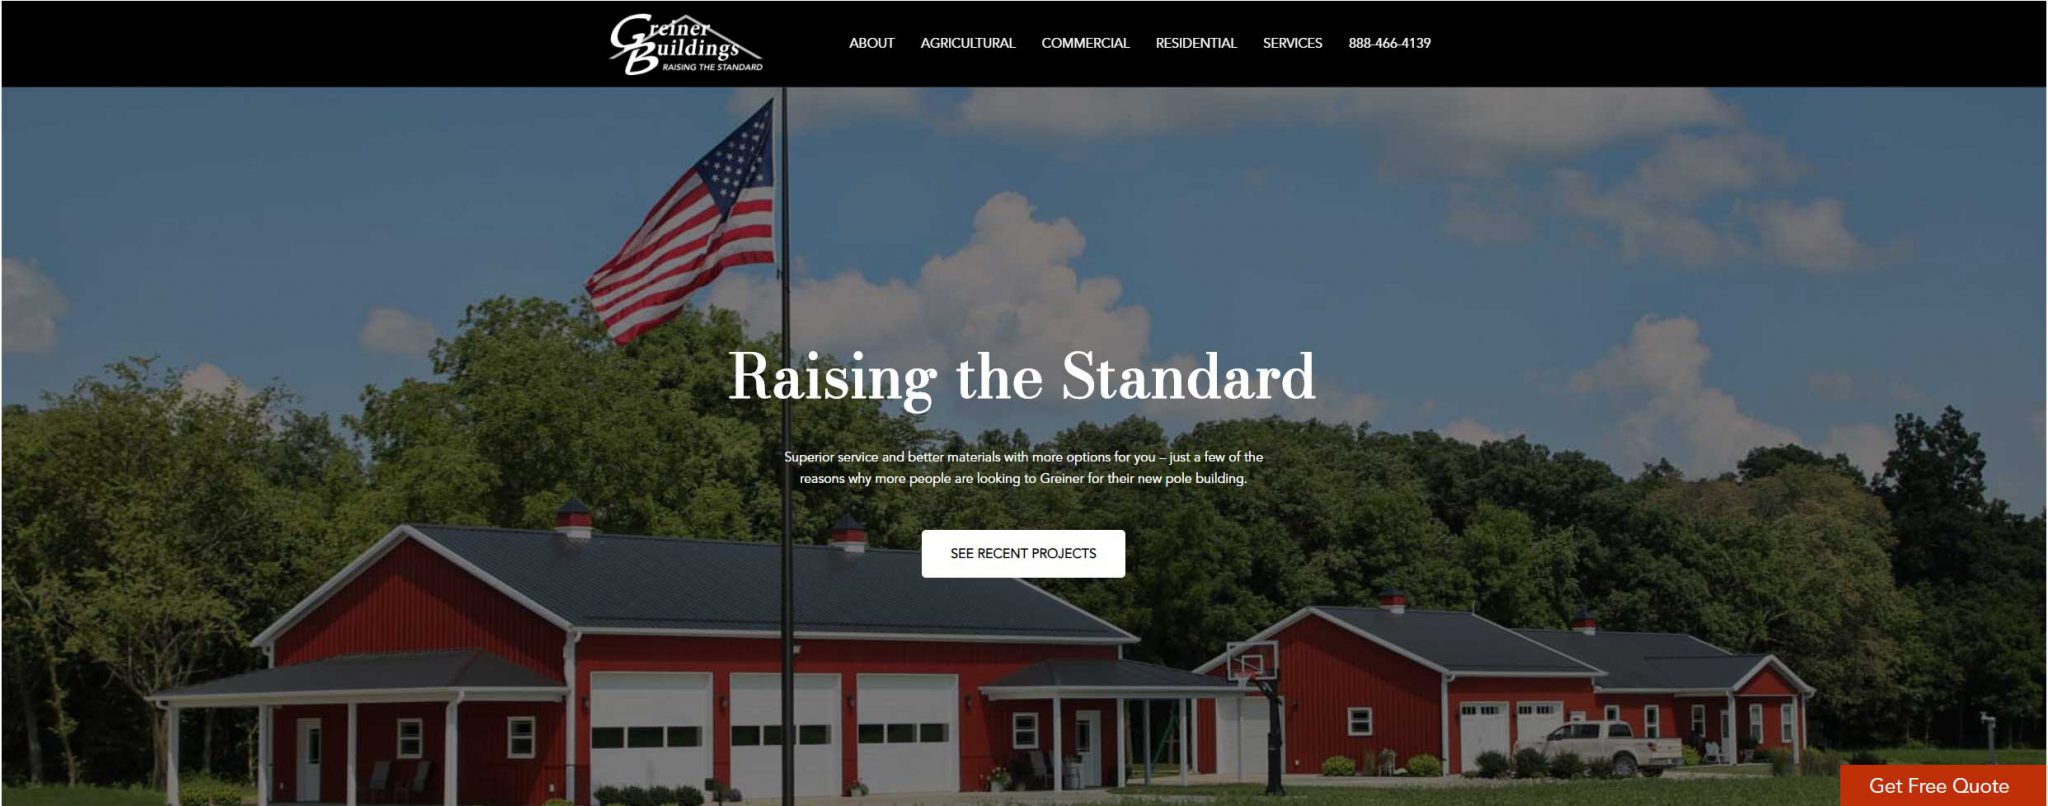 Greiner
Buildings
RAISING THE STANDARD
ABOUT AGRICULTURAL COMMERCIAL RESIDENTIAL SERVICES 888-466-4139
Raising the Standard
Superior service and better materials with more options for you – just a few of the
reasons why more people are looking to Greiner for their new pole building.
SEE RECENT PROJECTS
Get Free Quote